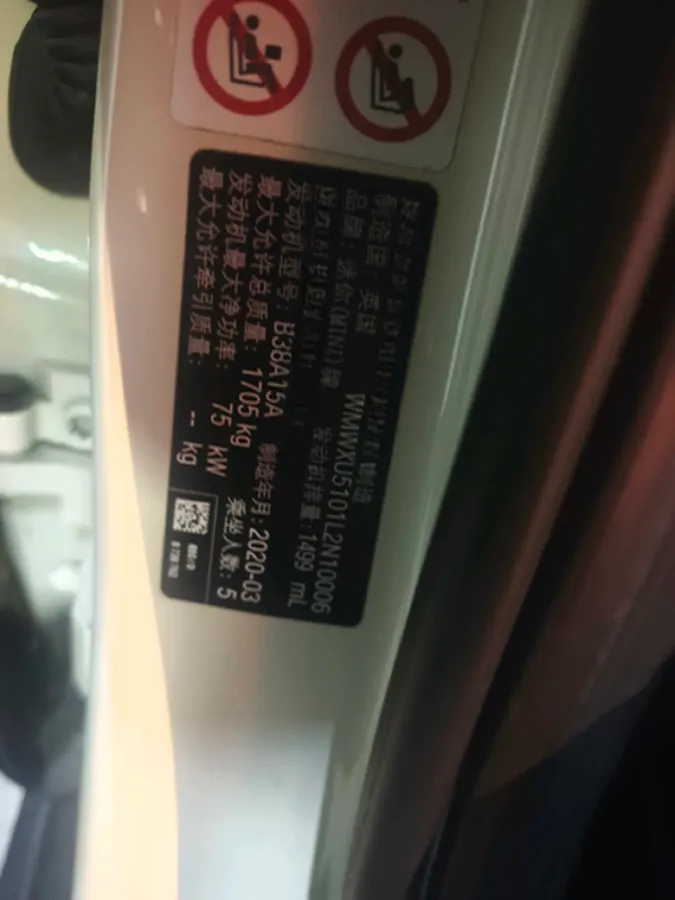 制造国：英国
品牌：迷你(MINI)牌
WMWXU5101L2N10006
发动机排量：1499 mL
发动机型号：B38A15A
制造年月：2020-03
最大允许总质量：1705 kg
乘坐人数：5
发动机最大净功率：75 kW
最大允许牵引质量：-- kg